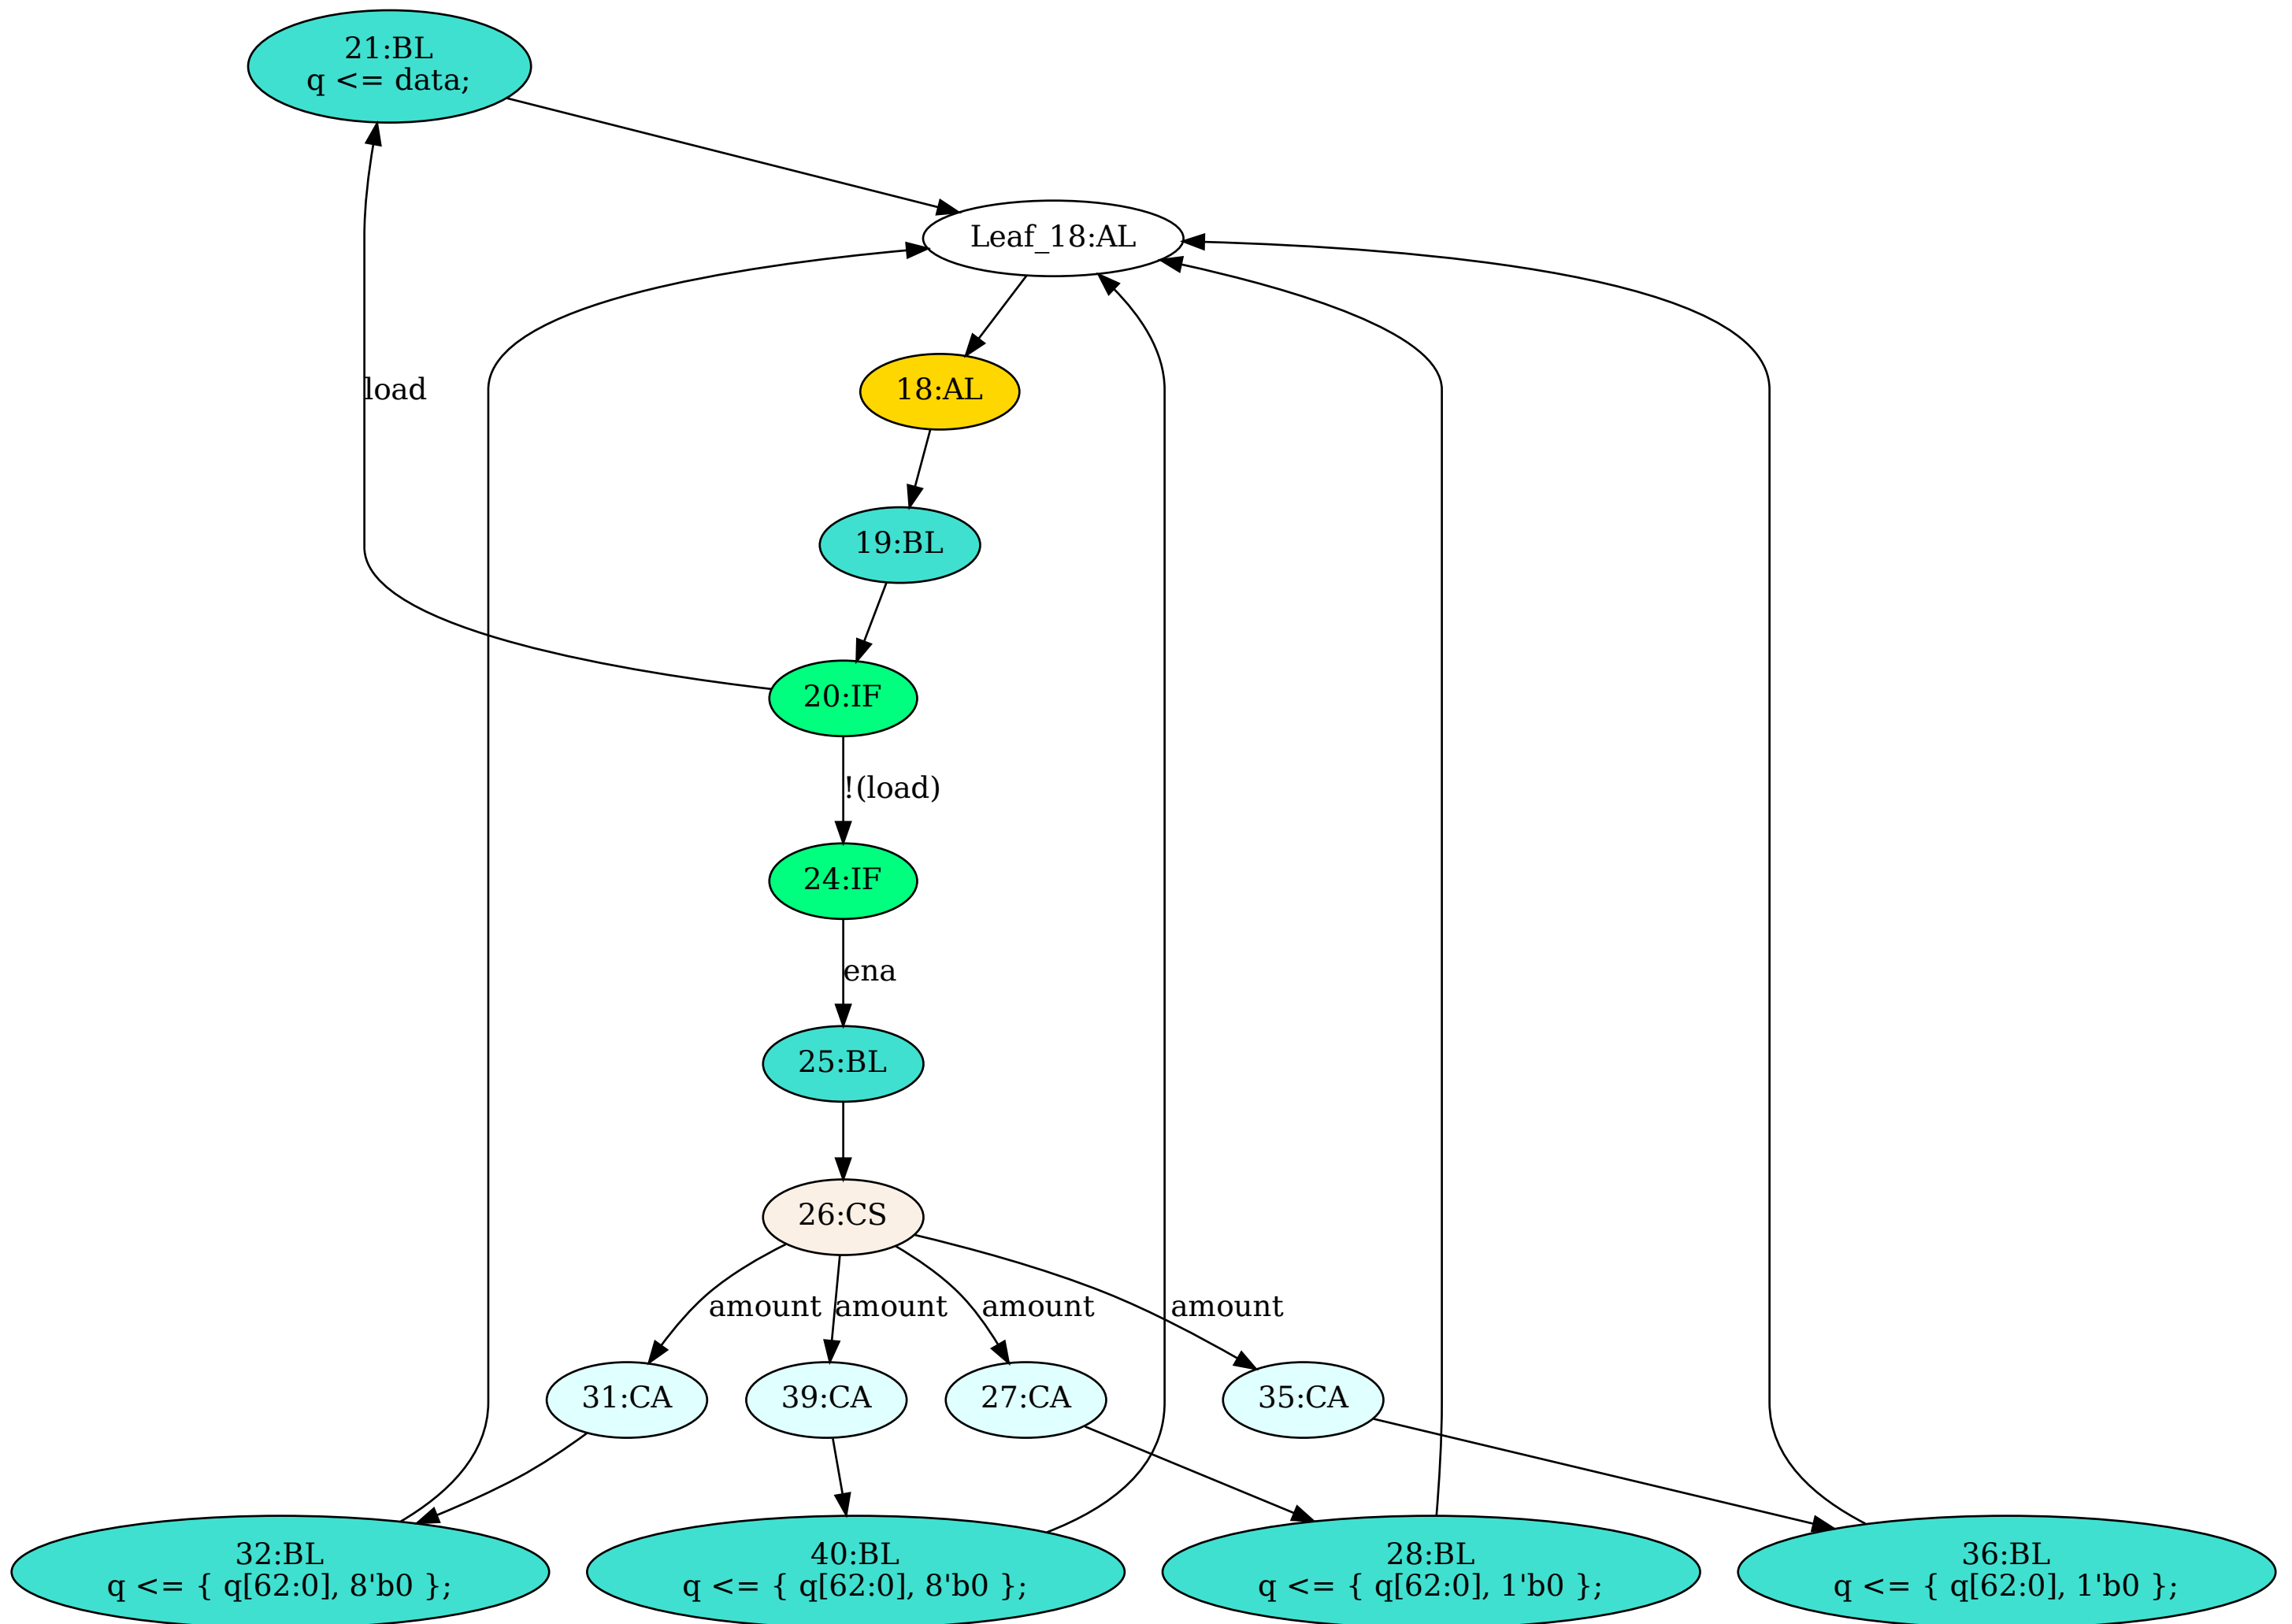 21:BL
q <= data;
Leaf_18:AL
18:AL
load
19:BL
20:IF
!(load)
24:IF
ena
25:BL
26:CS
amount
amount
amount
amount
31:CA
39:CA
27:CA
35:CA
32:BL
q <= { q[62:0], 8'b0 };
40:BL
q <= { q[62:0], 8'b0 };
28:BL
q <= { q[62:0], 1'b0 };
36:BL
q <= { q[62:0], 1'b0 };